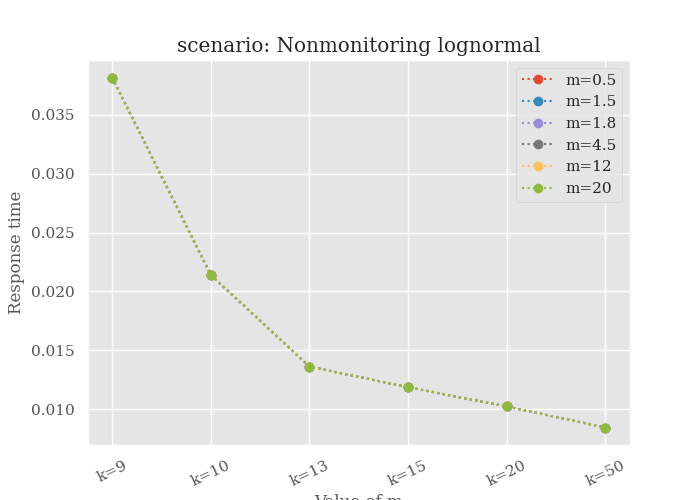 scenario: Nonmonitoring lognormal
m=0.5
m=1.5
m=1.8
m=4.5
m=12
m=20
Response time
0.035
0.030
0.025
0.020
0.015
0.010
k=9
k=10
k=13
k=15
k=20
k=50
Value of m